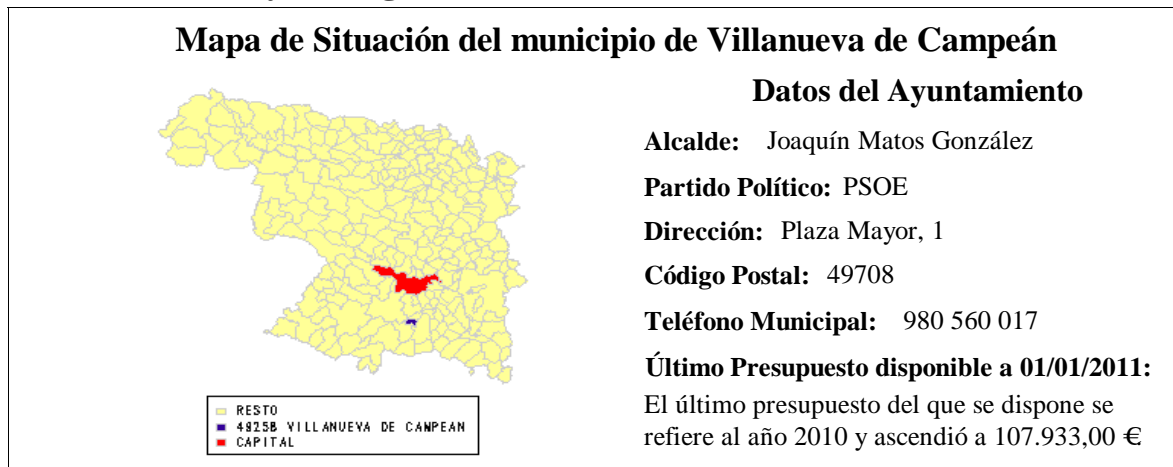 Mapa de Situación del municipio de Villanueva de Campeán
Datos del Ayuntamiento
Alcalde: Joaquín Matos González
Partido Político: PSOE
Dirección: Plaza Mayor, 1
Código Postal: 49708
Teléfono Municipal: 980 560 017
Último Presupuesto disponible a 01/01/2011:
El último presupuesto del que se dispone se
refiere al año 2010 y ascendió a 107.933,00 €
RESTO
49258 VILLANUEVA DE CAMPEAN
CAPITAL